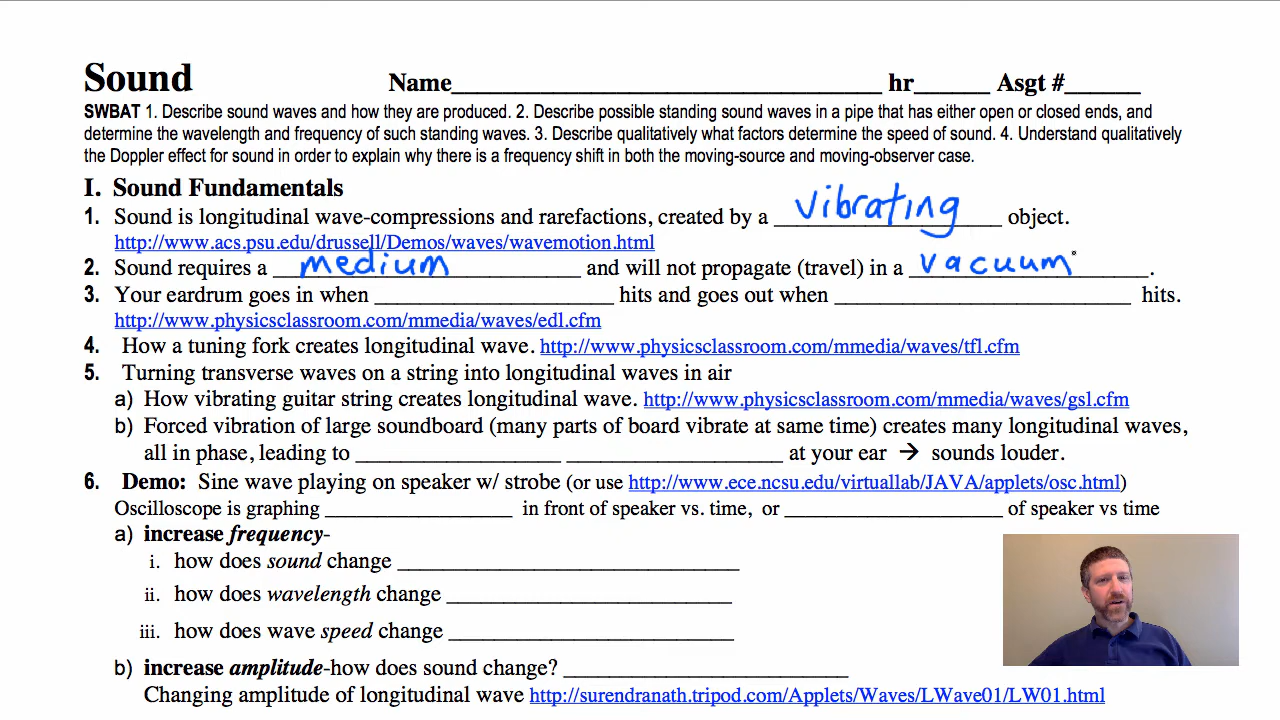 Sound Name_______________ hr______ Asgt #______
SWBAT 1. Describe sound waves and how they are produced. 2. Describe possible standing sound waves in a pipe that has either open or closed ends, and
determine the wavelength and frequency of such standing waves. 3. Describe qualitatively what factors determine the speed of sound. 4. Understand qualitatively
the Doppler effect for sound in order to explain why there is a frequency shift in both the moving-source and moving-observer case.
I. Sound Fundamentals
1. Sound is longitudinal wave-compressions and rarefactions, created by a vibrating object.
http://www.acs.psu.edu/drussell/Demos/waves/wavemotion.html
2. Sound requires a medium and will not propagate (travel) in a vacuum.
3. Your eardrum goes in when ____________ hits and goes out when ____________ hits.
http://www.physicsclassroom.com/mmedia/waves/edl.cfm
4. How a tuning fork creates longitudinal wave. http://www.physicsclassroom.com/mmedia/waves/tfl.cfm
5. Turning transverse waves on a string into longitudinal waves in air
a) How vibrating guitar string creates longitudinal wave. http://www.physicsclassroom.com/mmedia/waves/gsl.cfm
b) Forced vibration of large soundboard (many parts of board vibrate at same time) creates many longitudinal waves,
all in phase, leading to ____________ ____________ at your ear → sounds louder.
6. Demo: Sine wave playing on speaker w/ strobe (or use http://www.ece.ncsu.edu/virtuallab/JAVA/applets/osc.html)
Oscilloscope is graphing ____________ in front of speaker vs. time, or ____________ of speaker vs time
a) increase frequency-
i. how does sound change ____________
ii. how does wavelength change ____________
iii. how does wave speed change ____________
b) increase amplitude-how does sound change? ____________
Changing amplitude of longitudinal wave http://surendranath.tripod.com/Applets/Waves/LWave01/LW01.html